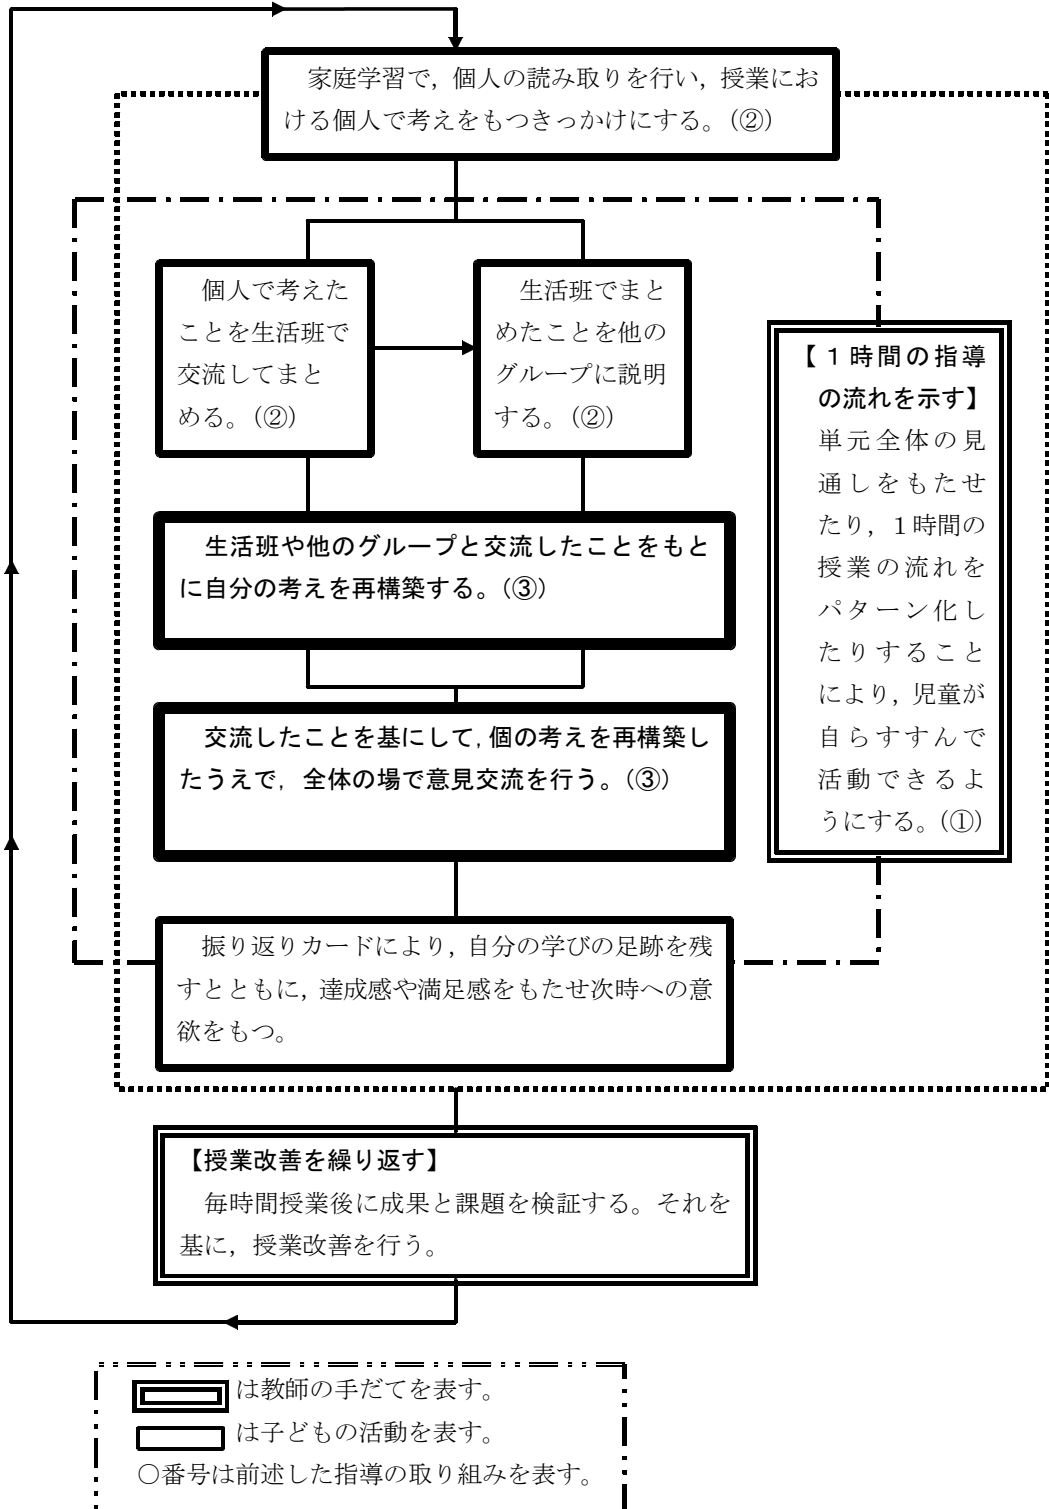 家庭学習で，個人の読み取りを行い，授業にお
ける個人で考えをもつきっかけにする。（②）
個人で考えた
ことを生活班で
交流してまと
める。（②）
生活班でまと
めたことを他の
グループに説明
する。（②）
【１時間の指導
の流れを示す】
単元全体の見
通しをもたせ
たり，１時間の
授業の流れを
パターン化し
たりすること
により，児童が
自らすすんで
活動できるよ
うにする。（①）
生活班や他のグループと交流したことをもと
に自分の考えを再構築する。（③）
交流したことを基にして，個の考えを再構築し
たうえで，全体の場で意見交流を行う。（③）
振り返りカードにより，自分の学びの足跡を残
すとともに，達成感や満足感をもたせ次時への意
欲をもつ。
【授業改善を繰り返す】
毎時間授業後に成果と課題を検証する。それを
基に，授業改善を行う。
は教師の手だてを表す。
は子どもの活動を表す。
○番号は前述した指導の取り組みを表す。